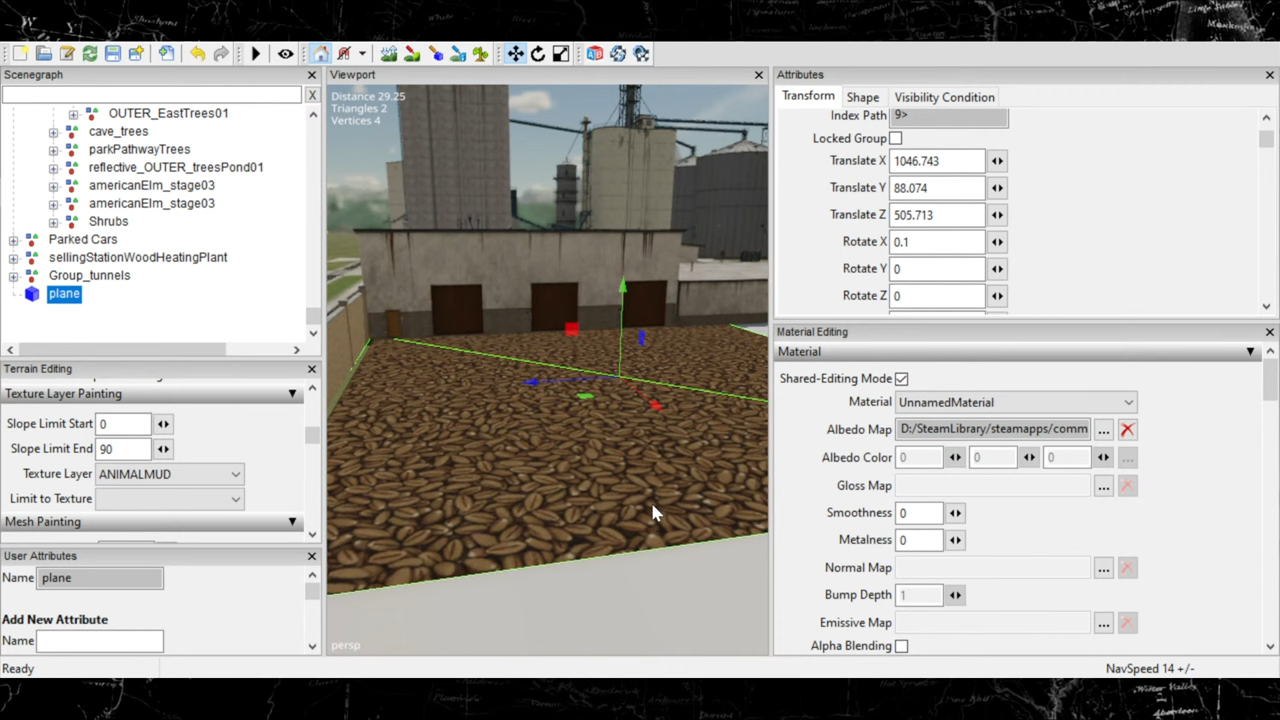 Scenegraph
X
OUTER_EastTrees01
cave_trees
parkPathwayTrees
reflective_OUTER_treesPond01
americanElm_stage03
americanElm_stage03
Shrubs
Parked Cars
sellingStationWoodHeatingPlant
Group_tunnels
plane
Terrain Editing
Texture Layer Painting
Slope Limit Start 0
Slope Limit End 90
Texture Layer ANIMALMUD
Limit to Texture
Mesh Painting
User Attributes
Name plane
Add New Attribute
Name
Ready
Viewport
Distance 29.25
Triangles 2
Vertices 4
persp
Attributes
Transform Shape Visibility Condition
Index Path 9>
Locked Group
Translate X 1046.743
Translate Y 88.074
Translate Z 505.713
Rotate X 0.1
Rotate Y 0
Rotate Z 0
Material Editing
Material
Shared-Editing Mode
Material UnnamedMaterial
Albedo Map D:/SteamLibrary/steamapps/comm ...
Albedo Color 0 0 0 ...
Gloss Map ...
Smoothness 0
Metalness 0
Normal Map ...
Bump Depth 1
Emissive Map ...
Alpha Blending
NavSpeed 14 +/-